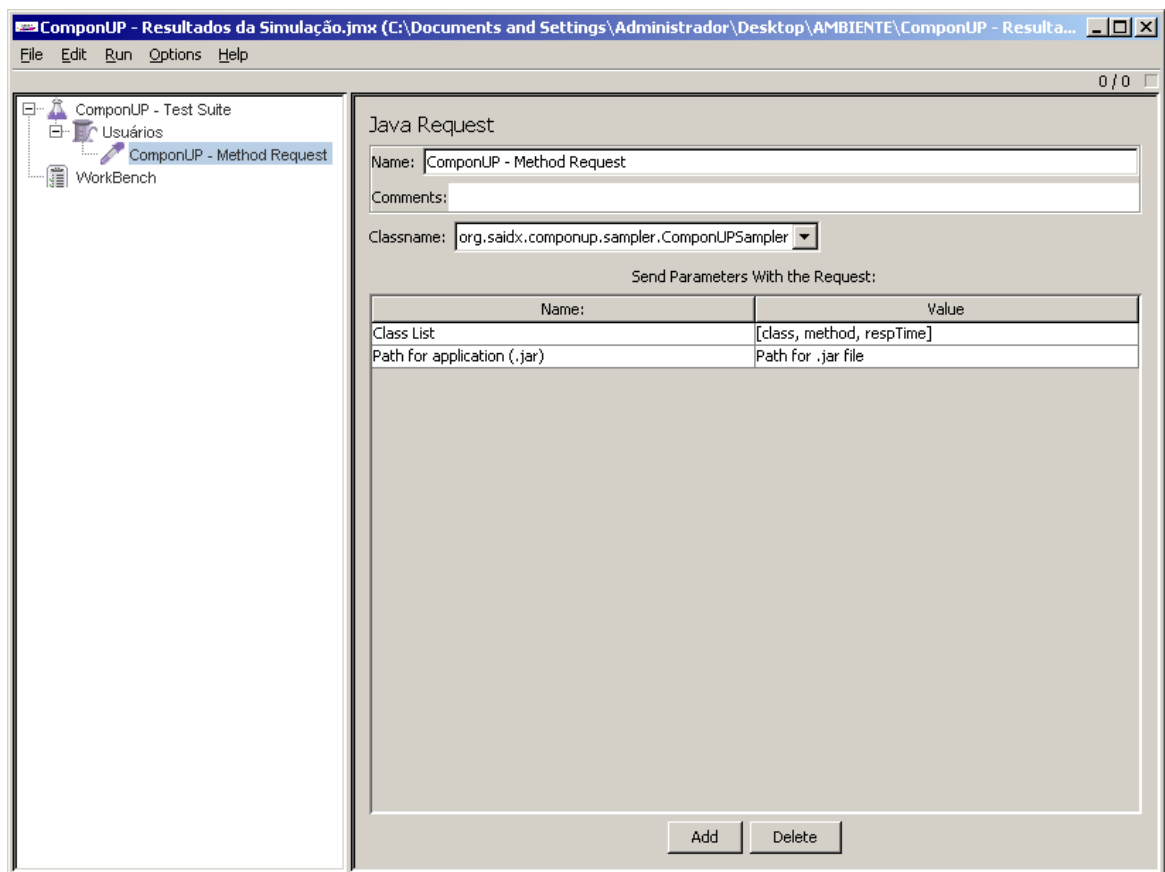 ComponUP - Resultados da Simulação.jmx (C:\Documents and Settings\Administrador\Desktop\AMBIENTE\ComponUP - Resulta...
File Edit Run Options Help
0 / 0
ComponUP - Test Suite
Usuários
ComponUP - Method Request
WorkBench
Java Request
Name: ComponUP - Method Request
Comments:
Classname: org.saidx.componup.sampler.ComponUPSampler
Send Parameters With the Request:
Name: Value
Class List [class, method, respTime]
Path for application (.jar) Path for .jar file
Add Delete